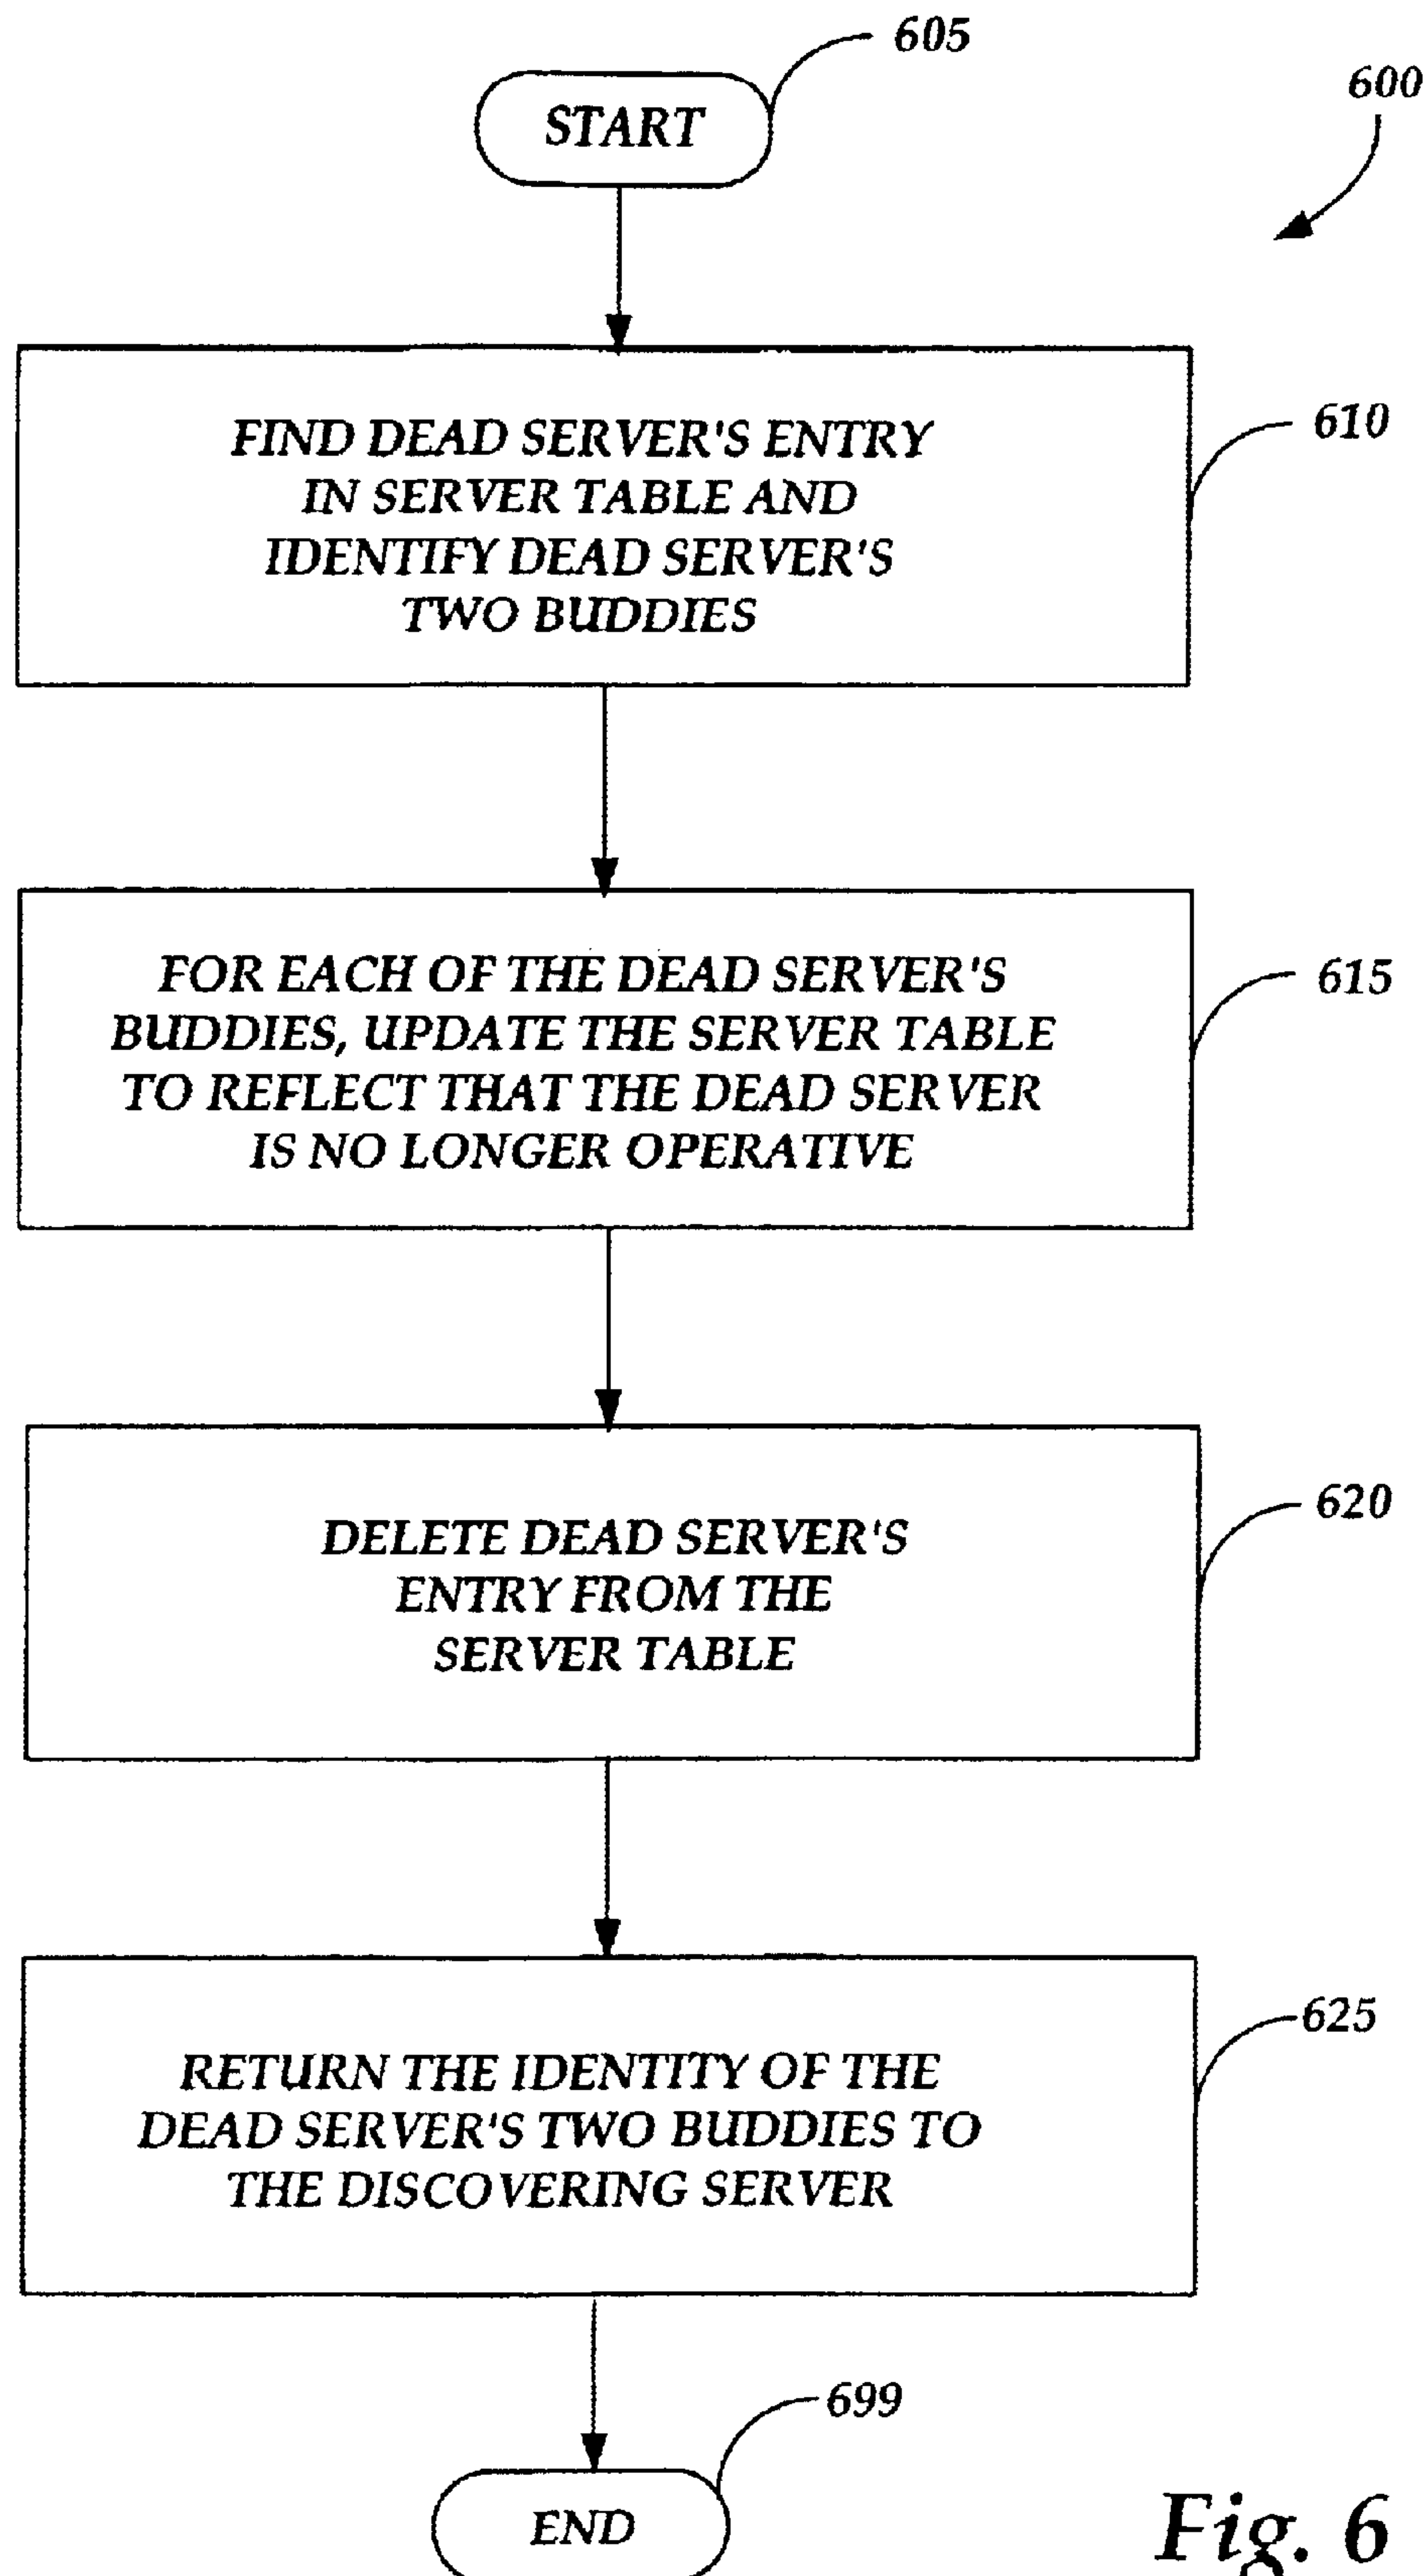 605
600
START
FIND DEAD SERVER'S ENTRY
IN SERVER TABLE AND
IDENTIFY DEAD SERVER'S
TWO BUDDIES
610
FOR EACH OF THE DEAD SERVER'S
BUDDIES, UPDATE THE SERVER TABLE
TO REFLECT THAT THE DEAD SERVER
IS NO LONGER OPERATIVE
615
DELETE DEAD SERVER'S
ENTRY FROM THE
SERVER TABLE
620
RETURN THE IDENTITY OF THE
DEAD SERVER'S TWO BUDDIES TO
THE DISCOVERING SERVER
625
699
END
Fig. 6